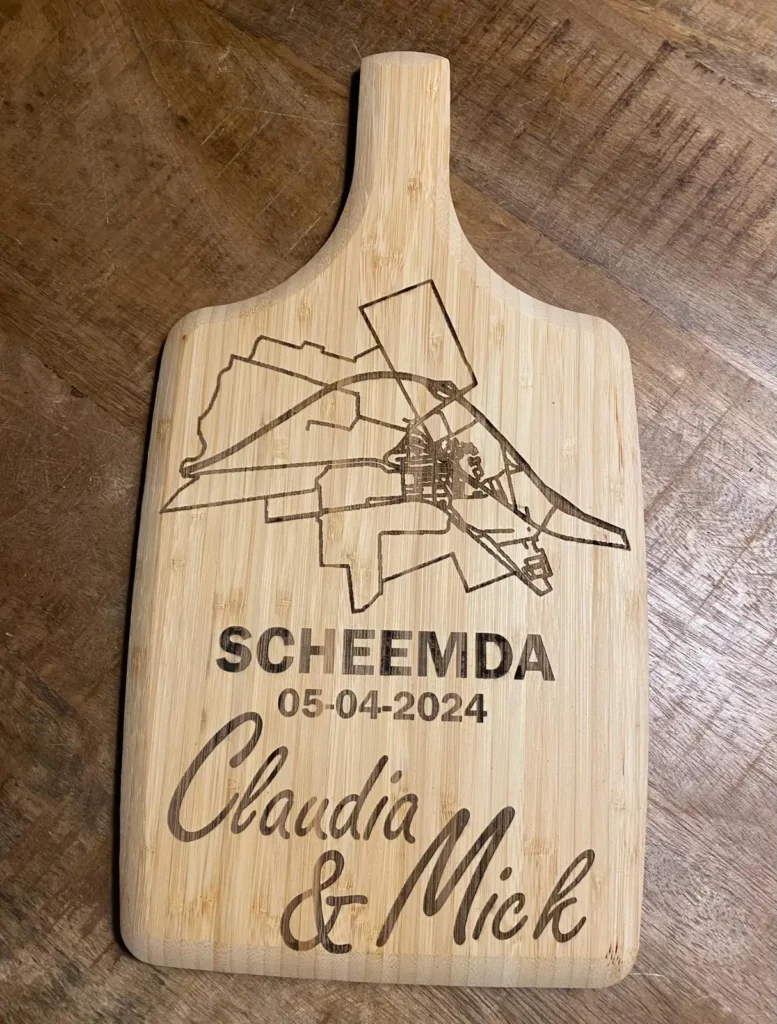 SCHEEMDA
05-04-2024
Claudia
& Mick